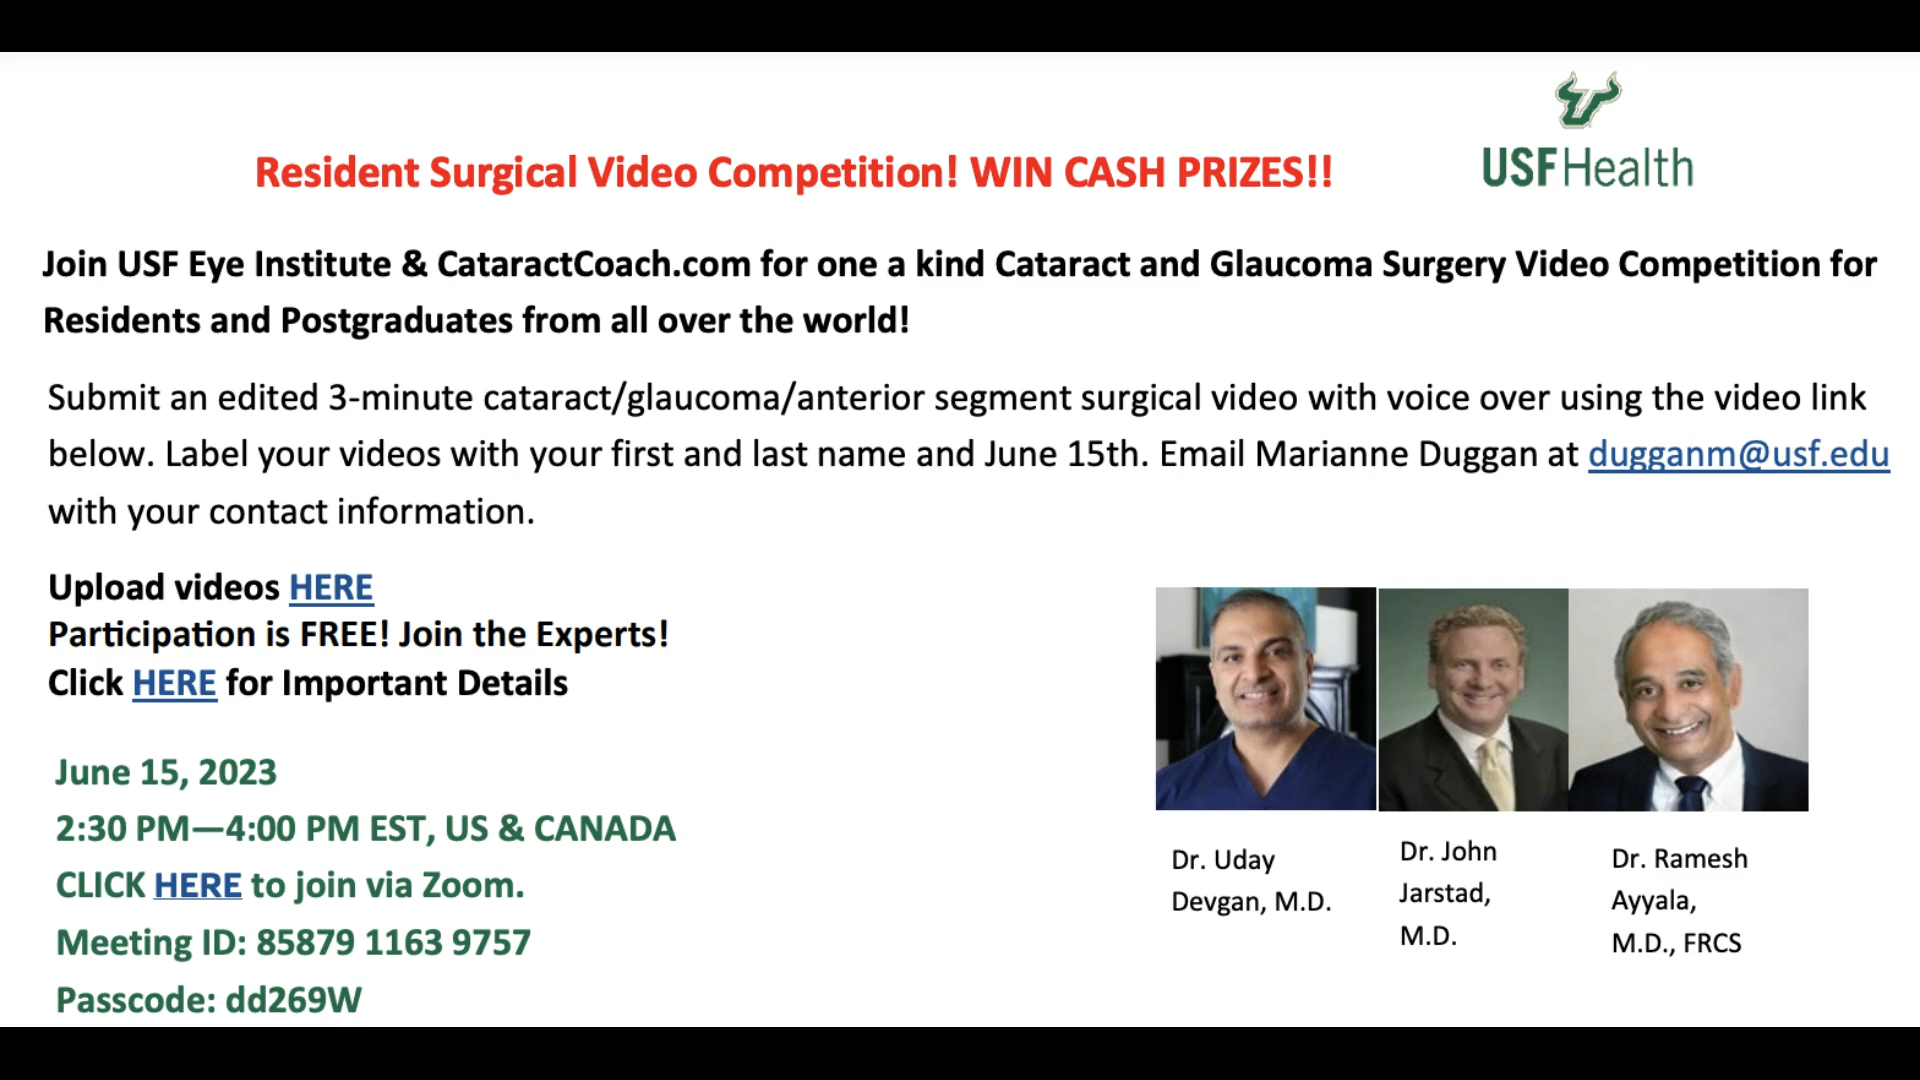 USF Health
Resident Surgical Video Competition! WIN CASH PRIZES!!
Join USF Eye Institute & CataractCoach.com for one a kind Cataract and Glaucoma Surgery Video Competition for
Residents and Postgraduates from all over the world!
Submit an edited 3-minute cataract/glaucoma/anterior segment surgical video with voice over using the video link
below. Label your videos with your first and last name and June 15th. Email Marianne Duggan at dugganm@usf.edu
with your contact information.
Upload videos HERE
Participation is FREE! Join the Experts!
Click HERE for Important Details
June 15, 2023
2:30 PM—4:00 PM EST, US & CANADA
CLICK HERE to join via Zoom.
Meeting ID: 85879 1163 9757
Passcode: dd269W
Dr. Uday
Devgan, M.D.
Dr. John
Jarstad,
M.D.
Dr. Ramesh
Ayyala,
M.D., FRCS